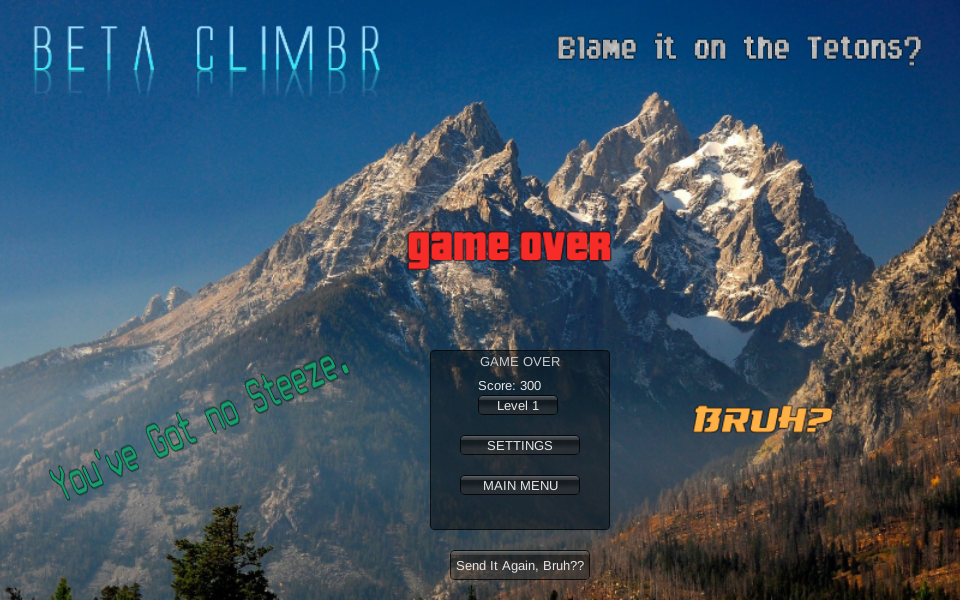 BETA CLIMBR
Blame it on the Tetons?
game over
You've Got no Steeze.
GAME OVER
Score: 300
Level 1
BRUH?
SETTINGS
MAIN MENU
Send It Again, Bruh??